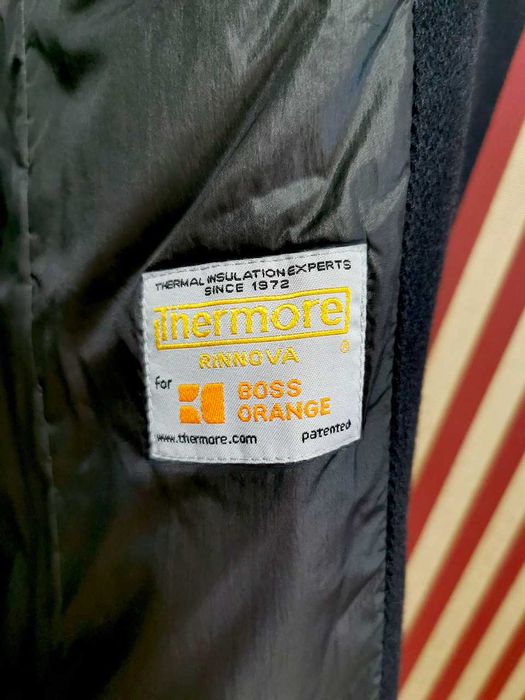 THERMAL INSULATION EXPERTS
SINCE 1972
Thermore
RINNOVA ®
for BOSS
ORANGE
www.thermore.com patented